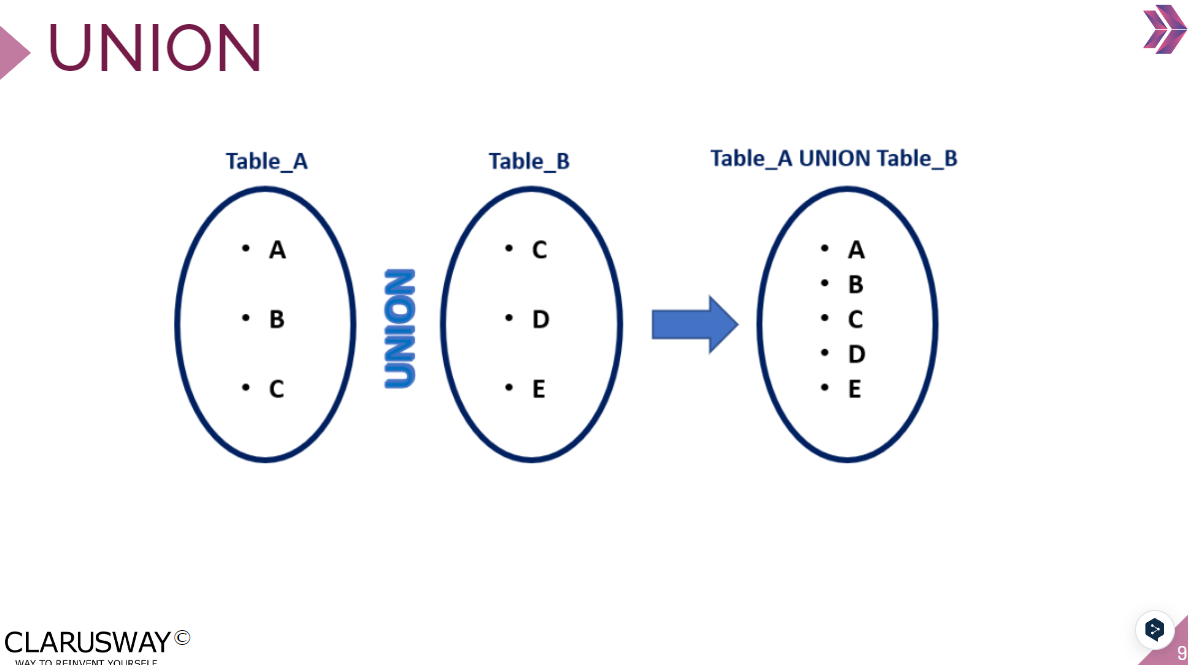 UNION
Table_A
Table_B
Table_A UNION Table_B
• A
• B
• C
UNION
• C
• D
• E
• A
• B
• C
• D
• E
CLARUSWAY©
WAY TO REINVENT YOURSELF
9